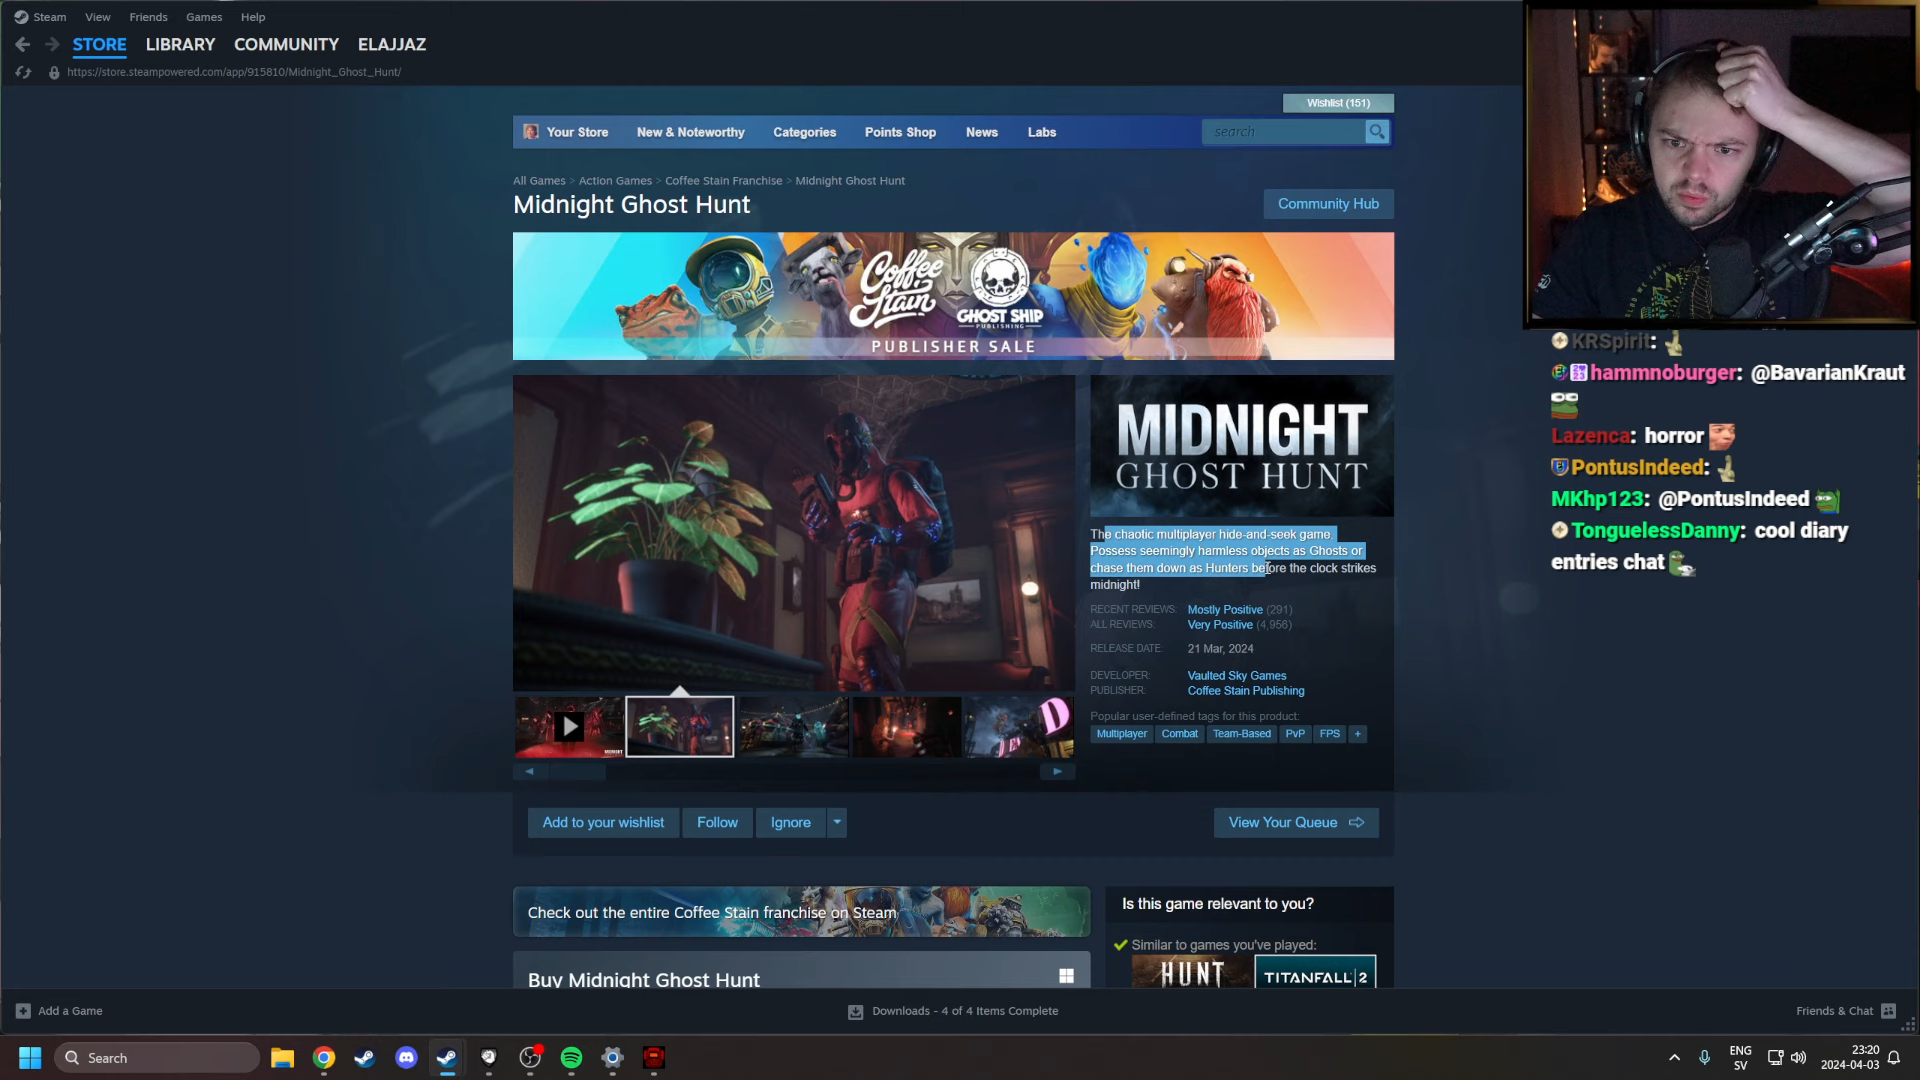 Steam View Friends Games Help
STORE LIBRARY COMMUNITY ELAJJAZ
https://store.steampowered.com/app/915810/Midnight_Ghost_Hunt/
Wishlist (151)
Your Store New & Noteworthy Categories Points Shop News Labs search
All Games > Action Games > Coffee Stain Franchise > Midnight Ghost Hunt
Midnight Ghost Hunt
Community Hub
Coffee Stain
GHOST SHIP
PUBLISHING
PUBLISHER SALE
MIDNIGHT
GHOST HUNT
The chaotic multiplayer hide-and-seek game.
Possess seemingly harmless objects as Ghosts or
chase them down as Hunters before the clock strikes
midnight!
RECENT REVIEWS: Mostly Positive (291)
ALL REVIEWS: Very Positive (4,956)
RELEASE DATE: 21 Mar, 2024
DEVELOPER: Vaulted Sky Games
PUBLISHER: Coffee Stain Publishing
Popular user-defined tags for this product:
Multiplayer Combat Team-Based PvP FPS +
Add to your wishlist Follow Ignore
View Your Queue
Check out the entire Coffee Stain franchise on Steam
Is this game relevant to you?
Similar to games you've played:
HUNT
TITANFALL 2
Buy Midnight Ghost Hunt
KRSpirit:
hammnoburger: @BavarianKraut
Lazenca: horror
PontusIndeed:
MKhp123: @PontusIndeed
TonguelessDanny: cool diary
entries chat
Add a Game
Downloads - 4 of 4 Items Complete
Friends & Chat
Search
ENG
SV
23:20
2024-04-03